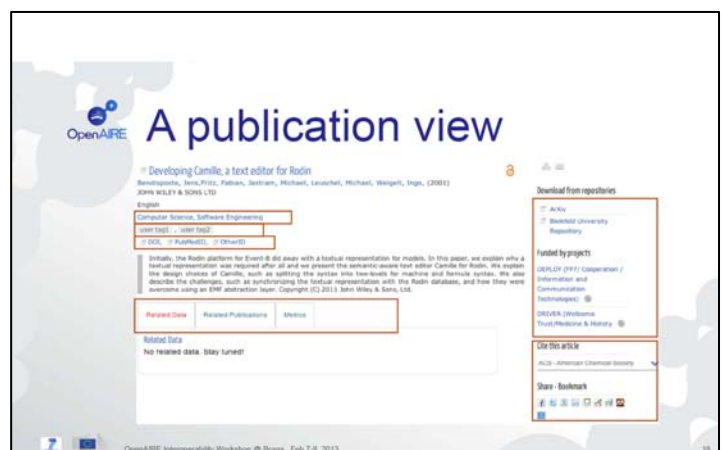 OpenAIRE
A publication view
Developing Camille, a text editor for Rodin
Bendisposto, Jens, Fritz, Fabian, Jastram, Michael, Leuschel, Michael, Weigelt, Ingo, (2001)
JOHN WILEY & SONS LTD
English
Computer Science, Software Engineering
user tag1 , user tag2
DOI, PubMedID, OtherID
Initially, the Rodin platform for Event-B did away with a textual representation for models. In this paper, we explain why a
textual representation was required after all and we present the semantic-aware text editor Camille for Rodin. We explain
the design choices of Camille, such as splitting the syntax into two-levels for machine and formula syntax. We also
describe the challenges, such as synchronizing the textual representation with the Rodin database, and how they were
overcome using an EMF abstraction layer. Copyright (C) 2011 John Wiley & Sons, Ltd.
Related Data
Related Publications
Metrics
Related Data
No related data. Stay tuned!
Download from repositories
ArXiv
Bielefeld University
Repository
Funded by projects
DEPLOY (FP7/ Cooperation /
Information and
Communication
Technologies)
DRIVER (Wellcome
Trust/Medicine & History
Cite this article
ACS - American Chemical Society
Share - Bookmark
OpenAIRE Interoperability Workshop @ Braga, Feb 7-8, 2013